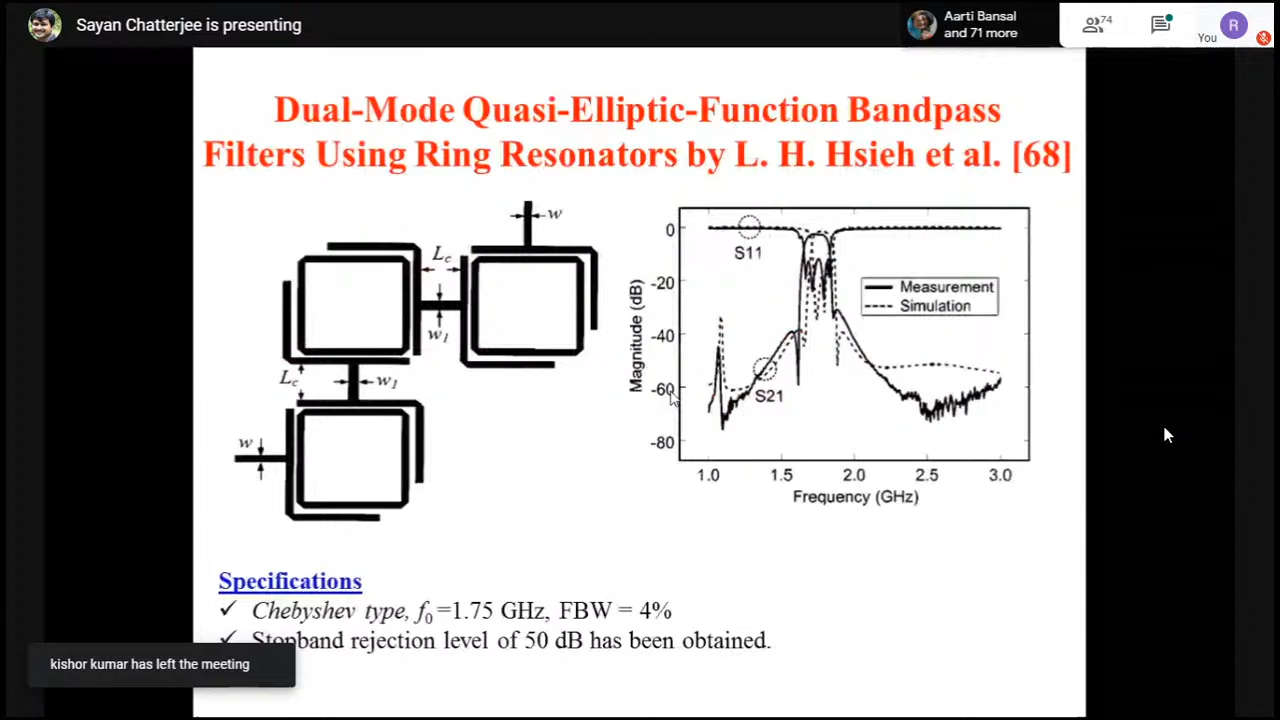 Sayan Chatterjee is presenting
Aarti Bansal
and 71 more
74
You
R
Dual-Mode Quasi-Elliptic-Function Bandpass
Filters Using Ring Resonators by L. H. Hsieh et al. [68]
w
Lc
w1
Lc
w1
w
0
-20
-40
-60
-80
Magnitude (dB)
S11
S21
Measurement
Simulation
1.0 1.5 2.0 2.5 3.0
Frequency (GHz)
Specifications
✓ Chebyshev type, f0 =1.75 GHz, FBW = 4%
✓ Stopband rejection level of 50 dB has been obtained.
kishor kumar has left the meeting